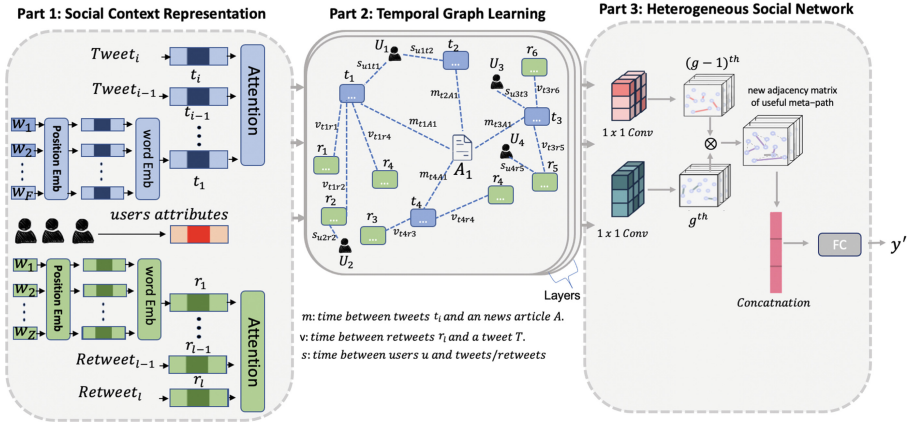 Part 1: Social Context Representation
Tweet_i
t_i
Tweet_{i-1}
t_{i-1}
Attention
w_1
w_2
w_F
Position Emb
word Emb
t_1
users attributes
w_1
w_2
w_Z
Position Emb
word Emb
r_1
r_{l-1}
Retweet_{l-1}
r_l
Retweet_l
Attention
Part 2: Temporal Graph Learning
U_1
s_{u1t2}
t_2
r_6
s_{u1t1}
U_3
t_1
s_{u3t3}
v_{t3r6}
m_{t2A1}
t_3
v_{t1r1}
v_{t1r4}
m_{t1A1}
m_{t3A1}
U_4
v_{t3r5}
r_1
r_4
A_1
s_{u4r5}
v_{t1r2}
m_{t4A1}
r_4
r_5
r_2
r_3
t_4
s_{u2r2}
v_{t4r3}
v_{t4r4}
U_2
Layers
m: time between tweets t_i and an news article A.
v: time between retweets r_l and a tweet T.
s: time between users u and tweets/retweets
Part 3: Heterogeneous Social Network
(g − 1)^{th}
new adjacency matrix
of useful meta-path
1 x 1 Conv
⊗
1 x 1 Conv
g^{th}
FC
y′
Concatnation